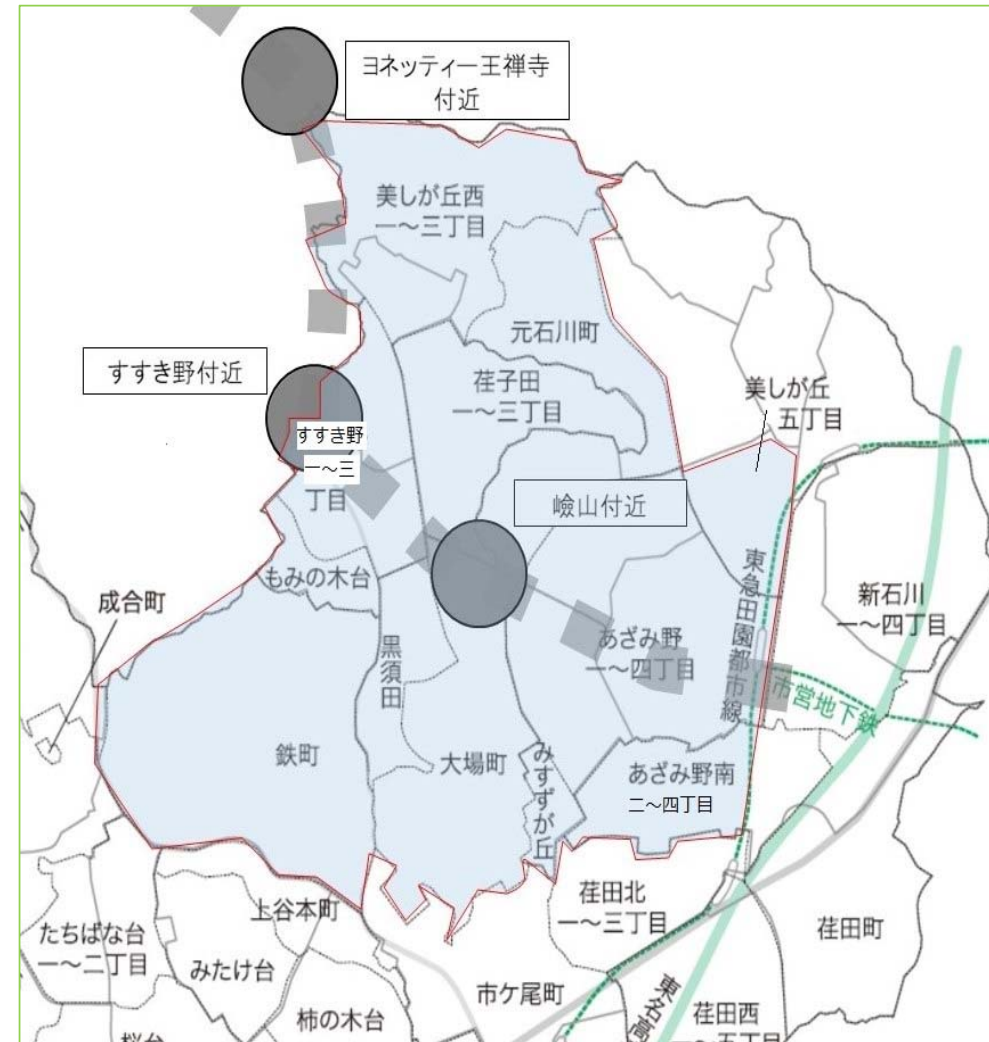 ヨネッティー王禅寺
付近
美しが丘西
一～三丁目
元石川町
すすき野付近
荏子田
一～三丁目
美しが丘
五丁目
すすき野
一～三
丁目
嶮山付近
もみの木台
成合町
東急田園都市線
新石川
一～四丁目
あざみ野
一～四丁目
黒須田
市営地下鉄
鉄町
大場町
みすずが丘
あざみ野南
二～四丁目
上谷本町
荏田北
一～三丁目
荏田町
たちばな台
一～二丁目
みたけ台
市ケ尾町
柿の木台
東名高
荏田西